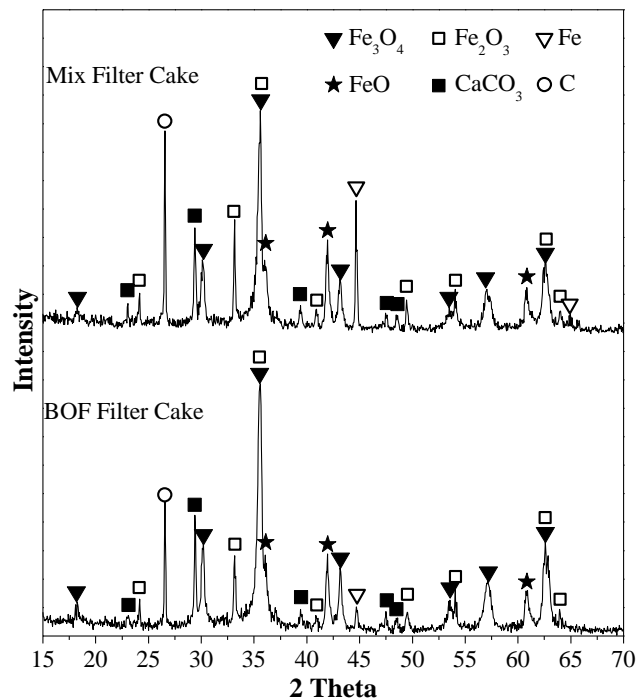 ▼ Fe₃O₄ □ Fe₂O₃ ▽ Fe
Mix Filter Cake
★ FeO ■ CaCO₃ ○ C
Intensity
BOF Filter Cake
15 20 25 30 35 40 45 50 55 60 65 70
2 Theta